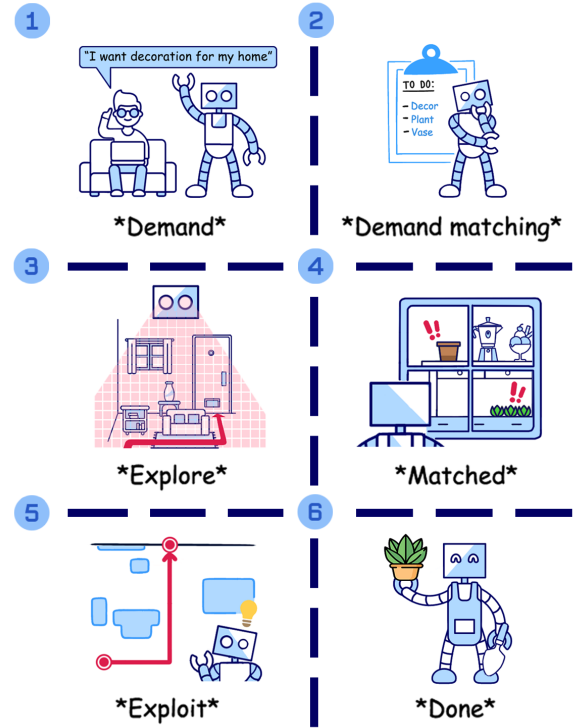 1
2
“I want decoration for my home”
TO DO:
- Decor
- Plant
- Vase
*Demand*
*Demand matching*
3
4
!!
!!
*Explore*
*Matched*
5
6
*Exploit*
*Done*